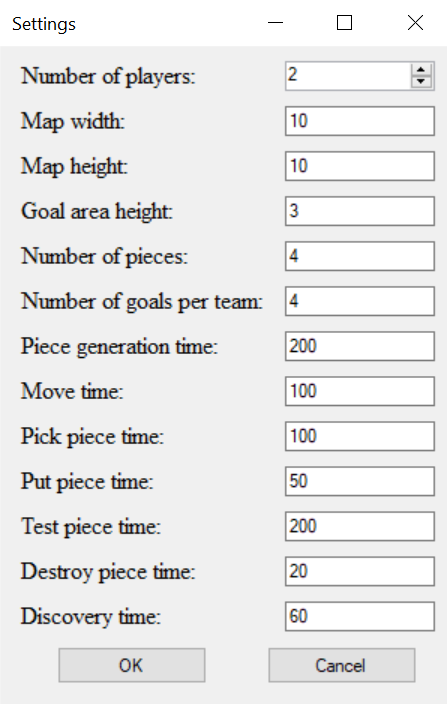 Settings
Number of players: 2
Map width: 10
Map height: 10
Goal area height: 3
Number of pieces: 4
Number of goals per team: 4
Piece generation time: 200
Move time: 100
Pick piece time: 100
Put piece time: 50
Test piece time: 200
Destroy piece time: 20
Discovery time: 60
OK Cancel